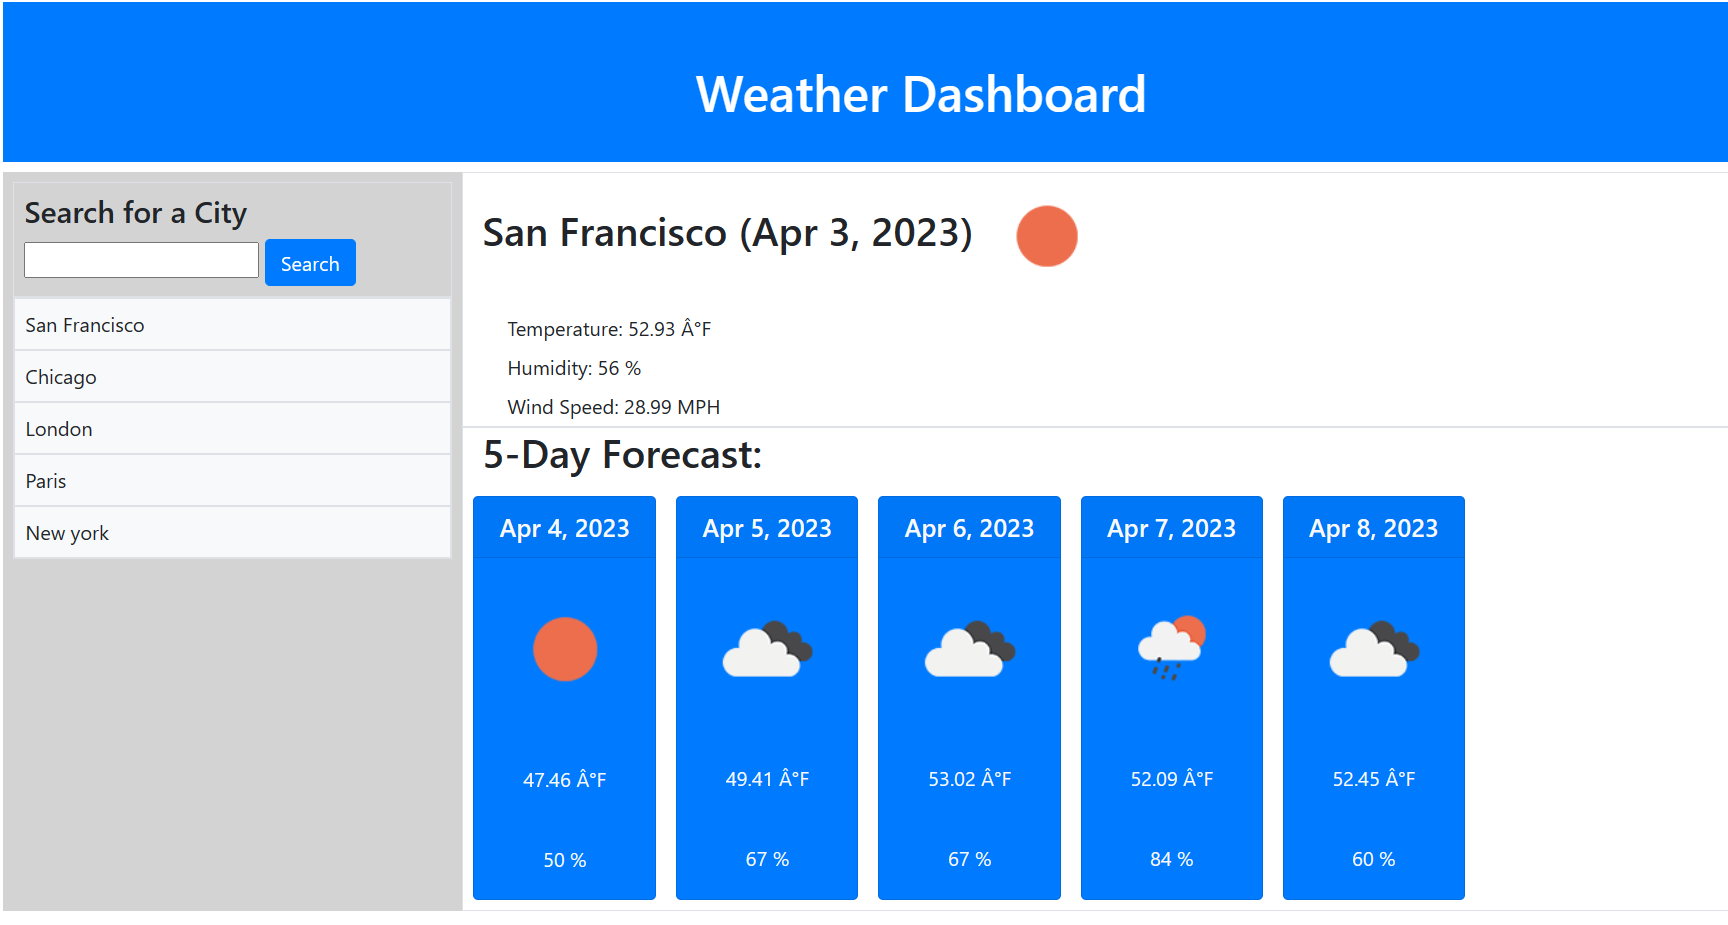 Weather Dashboard
Search for a City
Search
San Francisco
Chicago
London
Paris
New york
San Francisco (Apr 3, 2023)
Temperature: 52.93 Â°F
Humidity: 56 %
Wind Speed: 28.99 MPH
5-Day Forecast:
Apr 4, 2023
47.46 Â°F
50 %
Apr 5, 2023
49.41 Â°F
67 %
Apr 6, 2023
53.02 Â°F
67 %
Apr 7, 2023
52.09 Â°F
84 %
Apr 8, 2023
52.45 Â°F
60 %